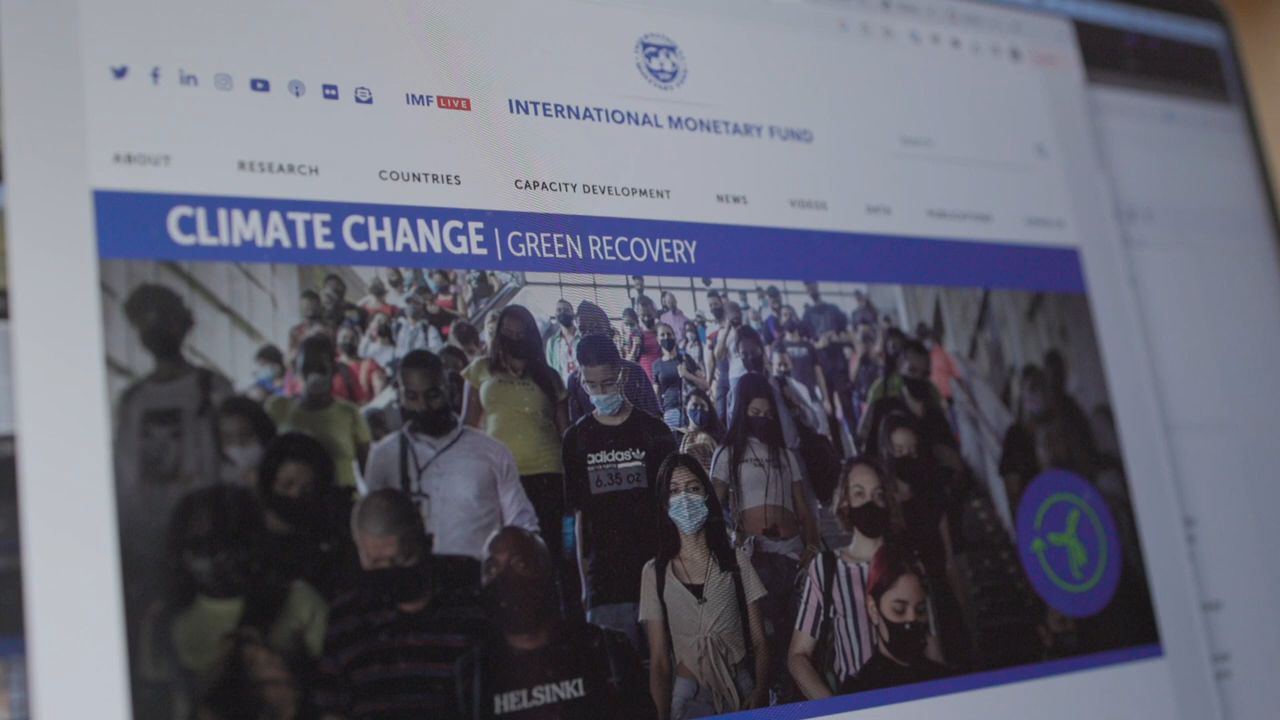 IMF LIVE
INTERNATIONAL MONETARY FUND
ABOUT RESEARCH COUNTRIES CAPACITY DEVELOPMENT NEWS VIDEOS DATA
CLIMATE CHANGE | GREEN RECOVERY
adidas
6.35 oz
HELSINKI